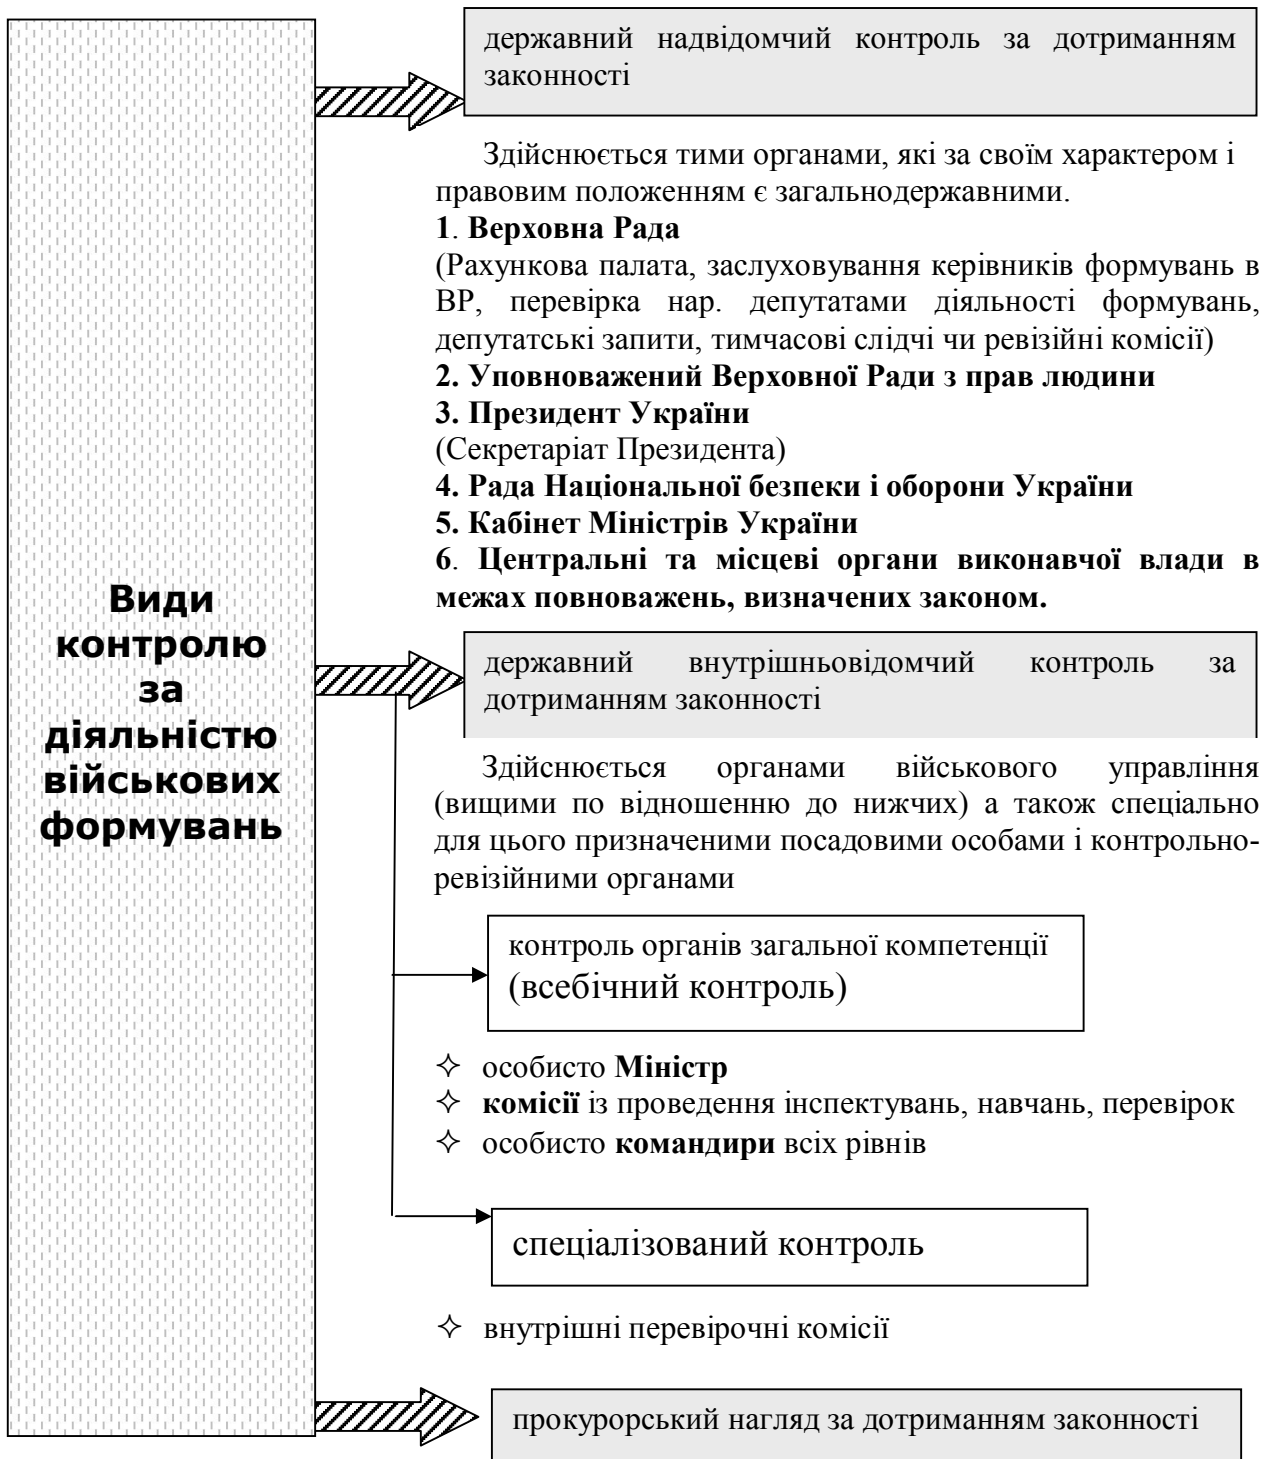 Види
контролю
за
діяльністю
військових
формувань
державний надвідомчий контроль за дотриманням
законності
Здійснюється тими органами, які за своїм характером і
правовим положенням є загальнодержавними.
1. Верховна Рада
(Рахункова палата, заслуховування керівників формувань в
ВР, перевірка нар. депутатами діяльності формувань,
депутатські запити, тимчасові слідчі чи ревізійні комісії)
2. Уповноважений Верховної Ради з прав людини
3. Президент України
(Секретаріат Президента)
4. Рада Національної безпеки і оборони України
5. Кабінет Міністрів України
6. Центральні та місцеві органи виконавчої влади в
межах повноважень, визначених законом.
державний внутрішньовідомчий контроль за
дотриманням законності
Здійснюється органами військового управління
(вищими по відношенню до нижчих) а також спеціально
для цього призначеними посадовими особами і контрольно-
ревізійними органами
контроль органів загальної компетенції
(всебічний контроль)
✧ особисто Міністр
✧ комісії із проведення інспектувань, навчань, перевірок
✧ особисто командири всіх рівнів
спеціалізований контроль
✧ внутрішні перевірочні комісії
прокурорський нагляд за дотриманням законності